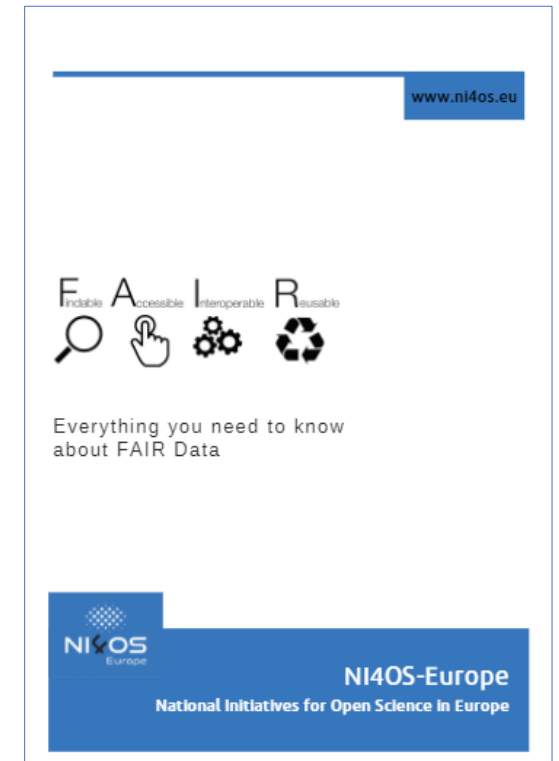 www.ni4os.eu
Findable Accessible Interoperable Reusable
Everything you need to know
about FAIR Data
NI4OS
Europe
NI4OS-Europe
National Initiatives for Open Science in Europe